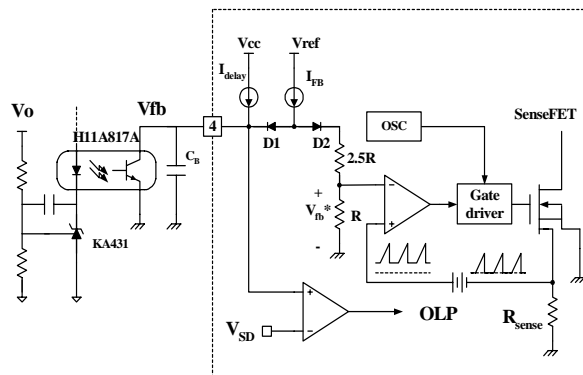 Vcc Vref
I_delay I_FB
Vo Vfb 4 SenseFET
H11A817A D1 D2 OSC
C_B 2.5R
+ − Gate driver
V_fb* R
- +
KA431
+ OLP R_sense
V_SD −